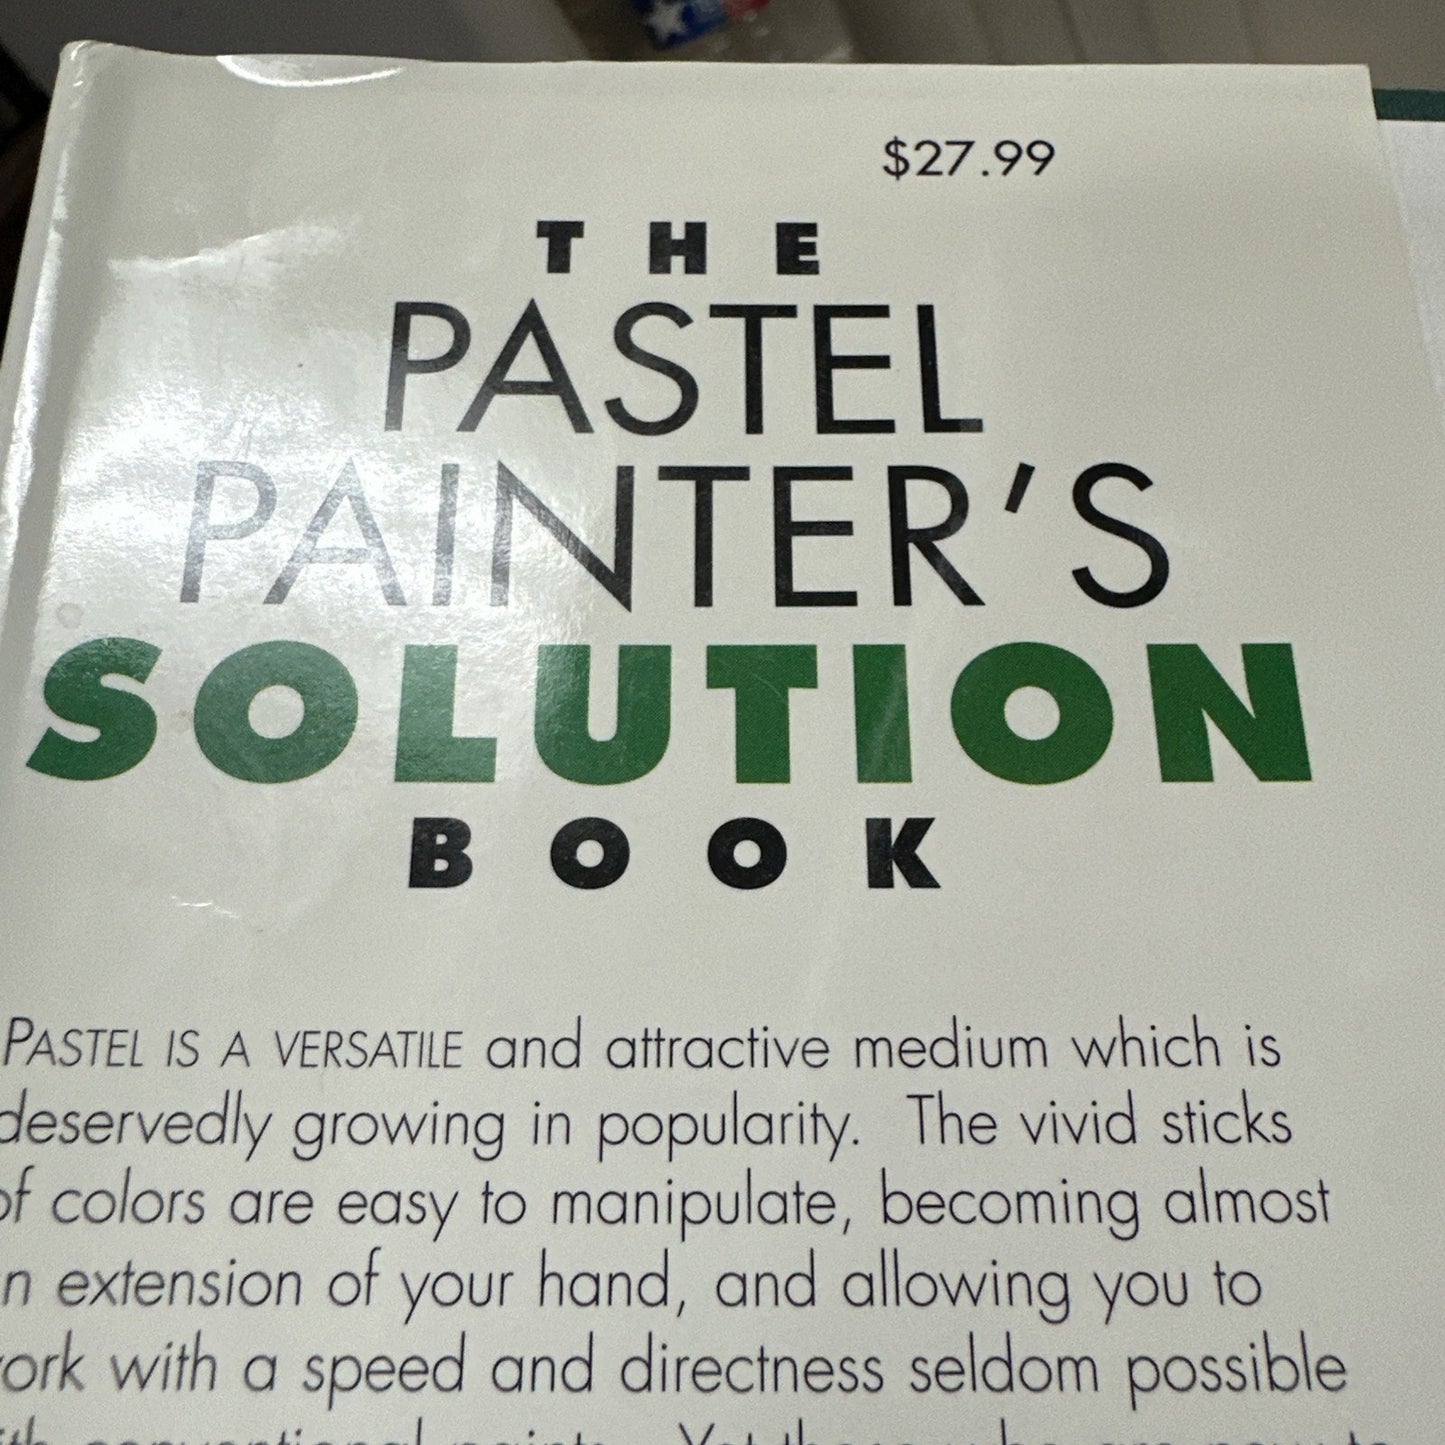 $27.99
THE
PASTEL
PAINTER'S
SOLUTION
BOOK
PASTEL IS A VERSATILE and attractive medium which is
deservedly growing in popularity. The vivid sticks
of colors are easy to manipulate, becoming almost
extension of your hand, and allowing you to
with a speed and directness seldom possible